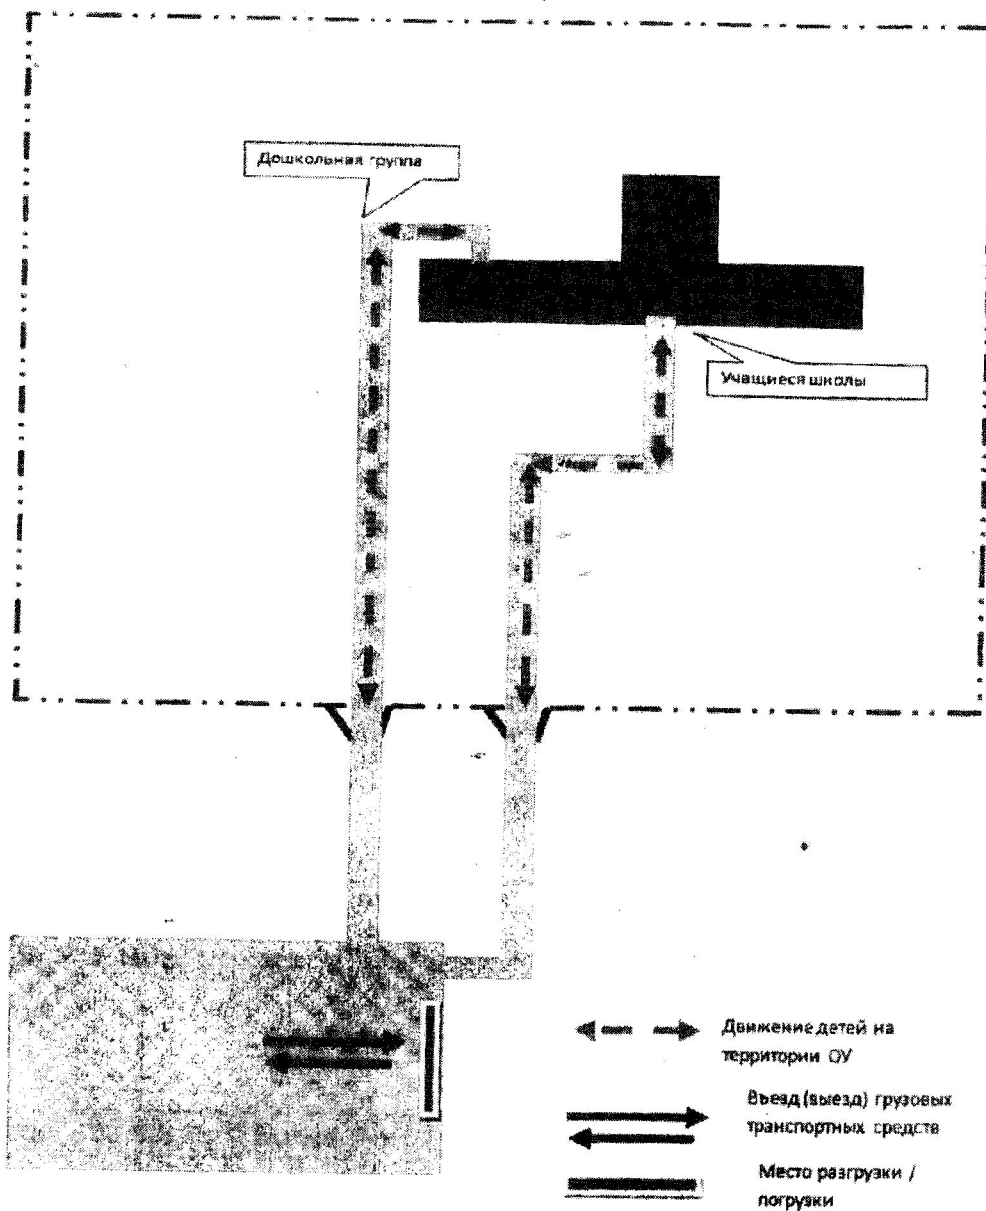 Дошкольная группа
Учащиеся школы
Движение детей на
территории ОУ
Въезд (выезд) грузовых
транспортных средств
Место разгрузки /
погрузки